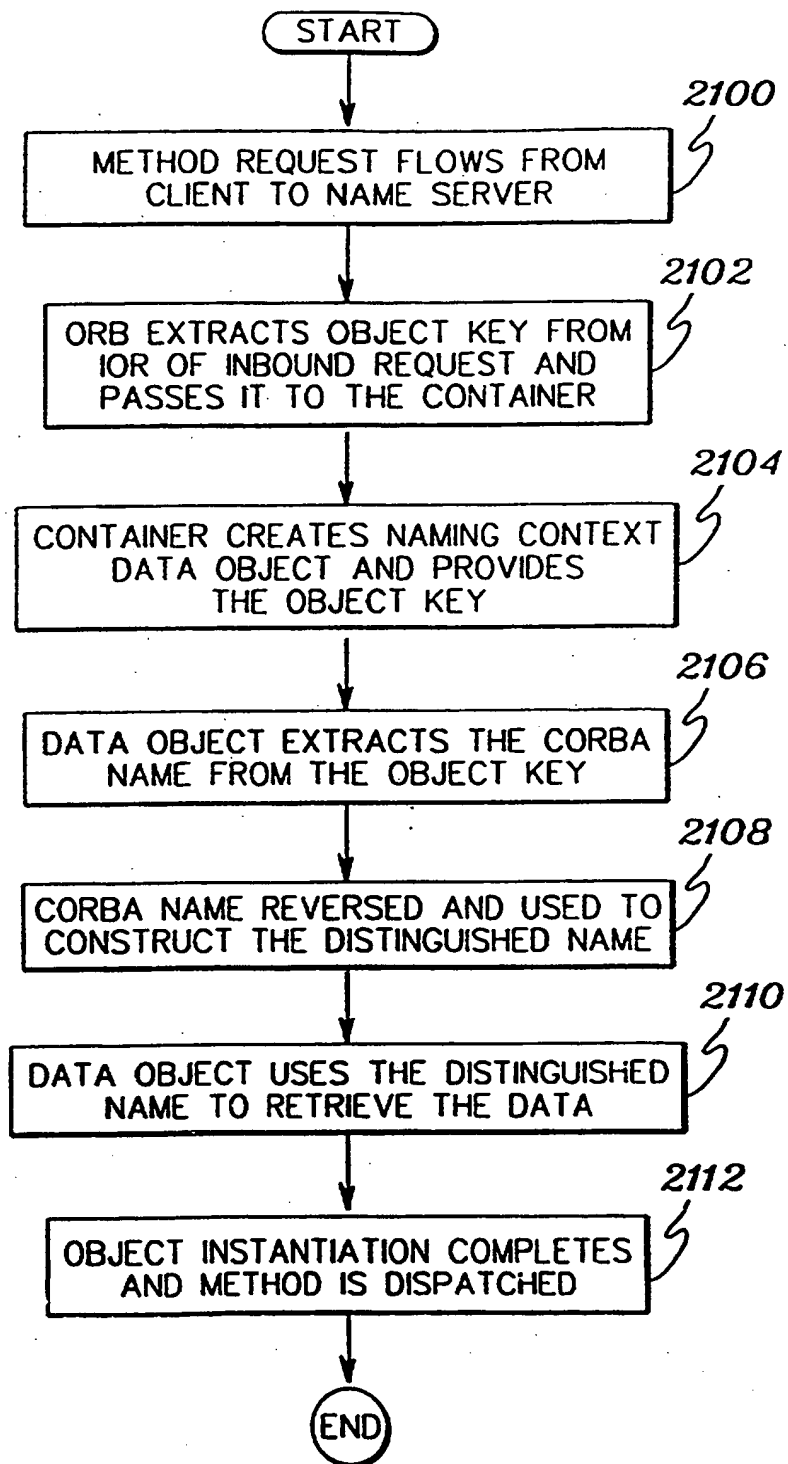 START
2100
METHOD REQUEST FLOWS FROM
CLIENT TO NAME SERVER
2102
ORB EXTRACTS OBJECT KEY FROM
IOR OF INBOUND REQUEST AND
PASSES IT TO THE CONTAINER
2104
CONTAINER CREATES NAMING CONTEXT
DATA OBJECT AND PROVIDES
THE OBJECT KEY
2106
DATA OBJECT EXTRACTS THE CORBA
NAME FROM THE OBJECT KEY
2108
CORBA NAME REVERSED AND USED TO
CONSTRUCT THE DISTINGUISHED NAME
2110
DATA OBJECT USES THE DISTINGUISHED
NAME TO RETRIEVE THE DATA
2112
OBJECT INSTANTIATION COMPLETES
AND METHOD IS DISPATCHED
END